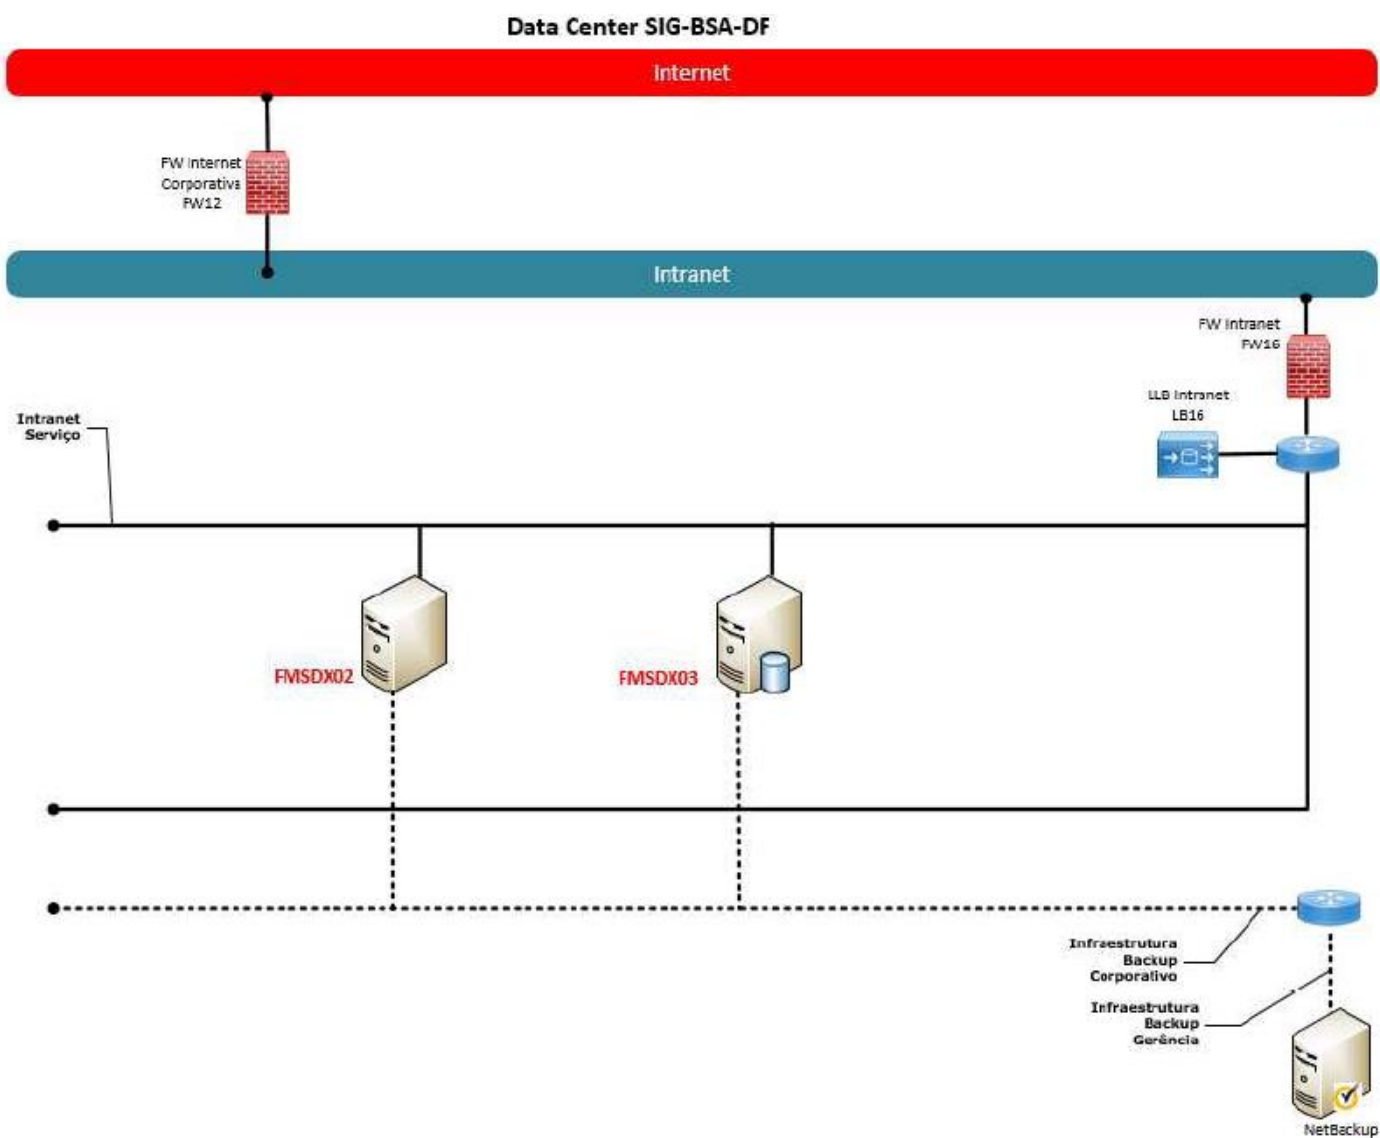 Data Center SIG-BSA-DF
Internet
FW Internet
Corporativa
FW12
Intranet
FW Intranet
FW16
LLB Intranet
LB16
Intranet
Serviço
FMSDX02
FMSDX03
Infraestrutura
Backup
Corporativo
Infraestrutura
Backup
Gerência
NetBackup